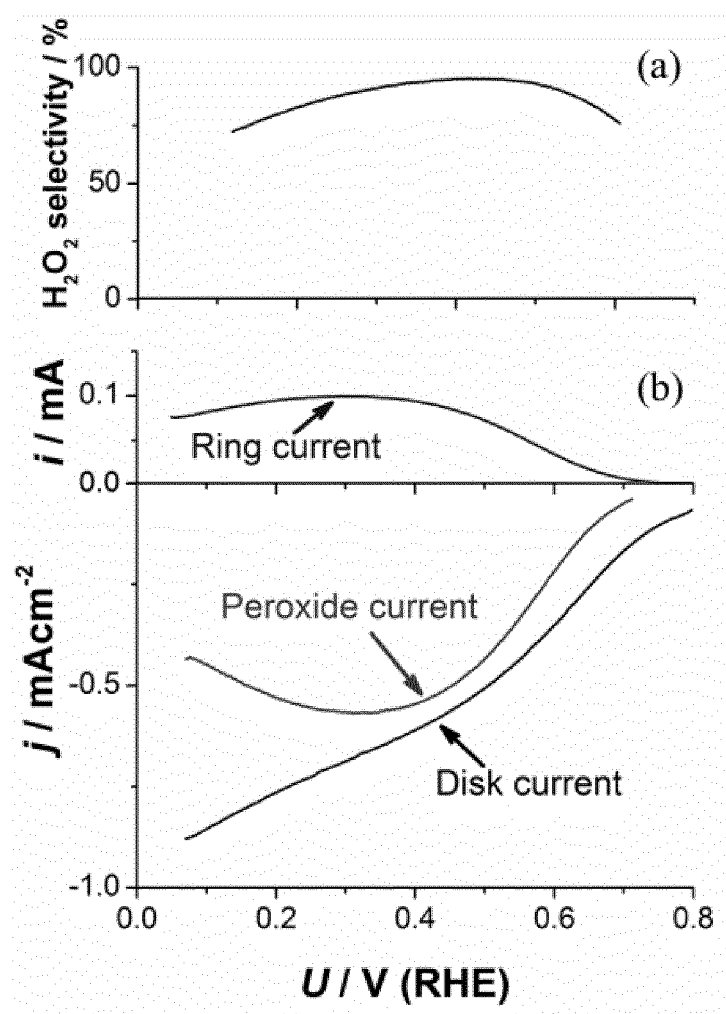 (a)
H₂O₂ selectivity / %
100
50
0
(b)
i / mA
0.1
0.0
Ring current
j / mAcm⁻²
Peroxide current
-0.5
Disk current
-1.0
0.0 0.2 0.4 0.6 0.8
U / V (RHE)